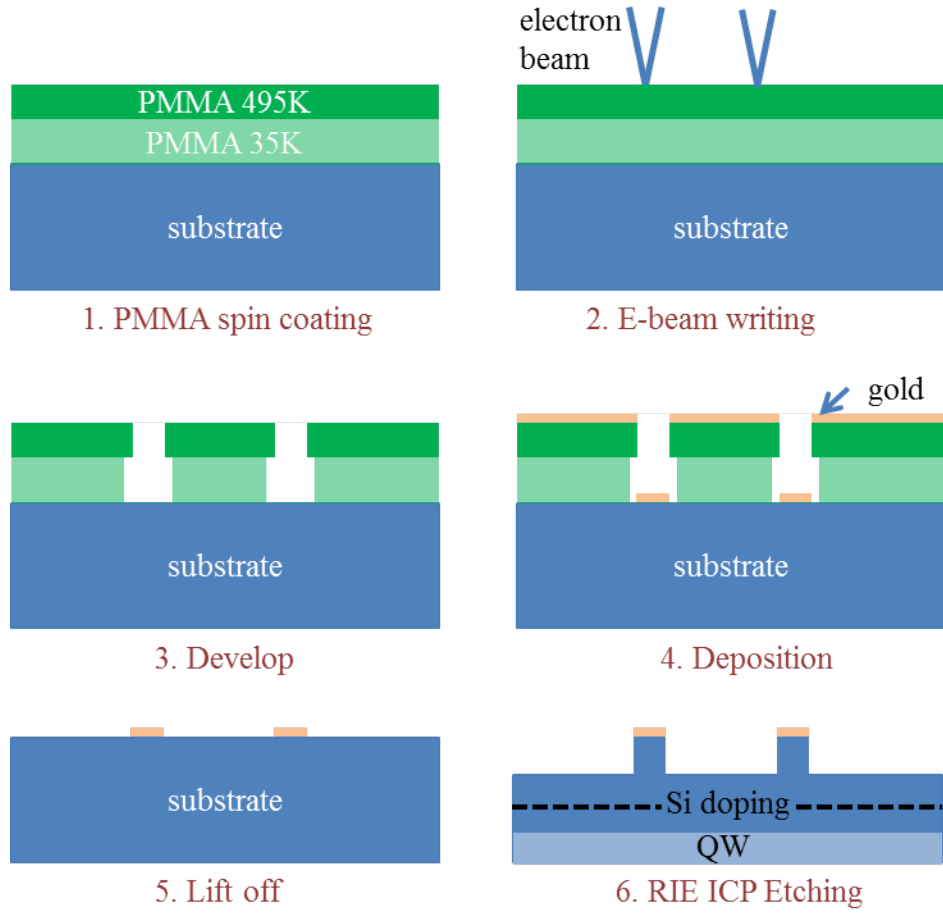 electron
beam
PMMA 495K
PMMA 35K
substrate
substrate
1. PMMA spin coating
2. E-beam writing
gold
substrate
substrate
3. Develop
4. Deposition
substrate
Si doping
QW
5. Lift off
6. RIE ICP Etching